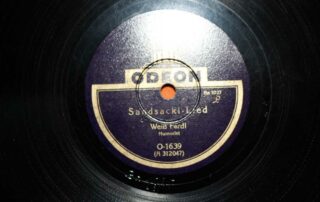 ODEON
Sandsackl-Lied
Weiß Ferdl
Humorist
O-1639
(A 312047)